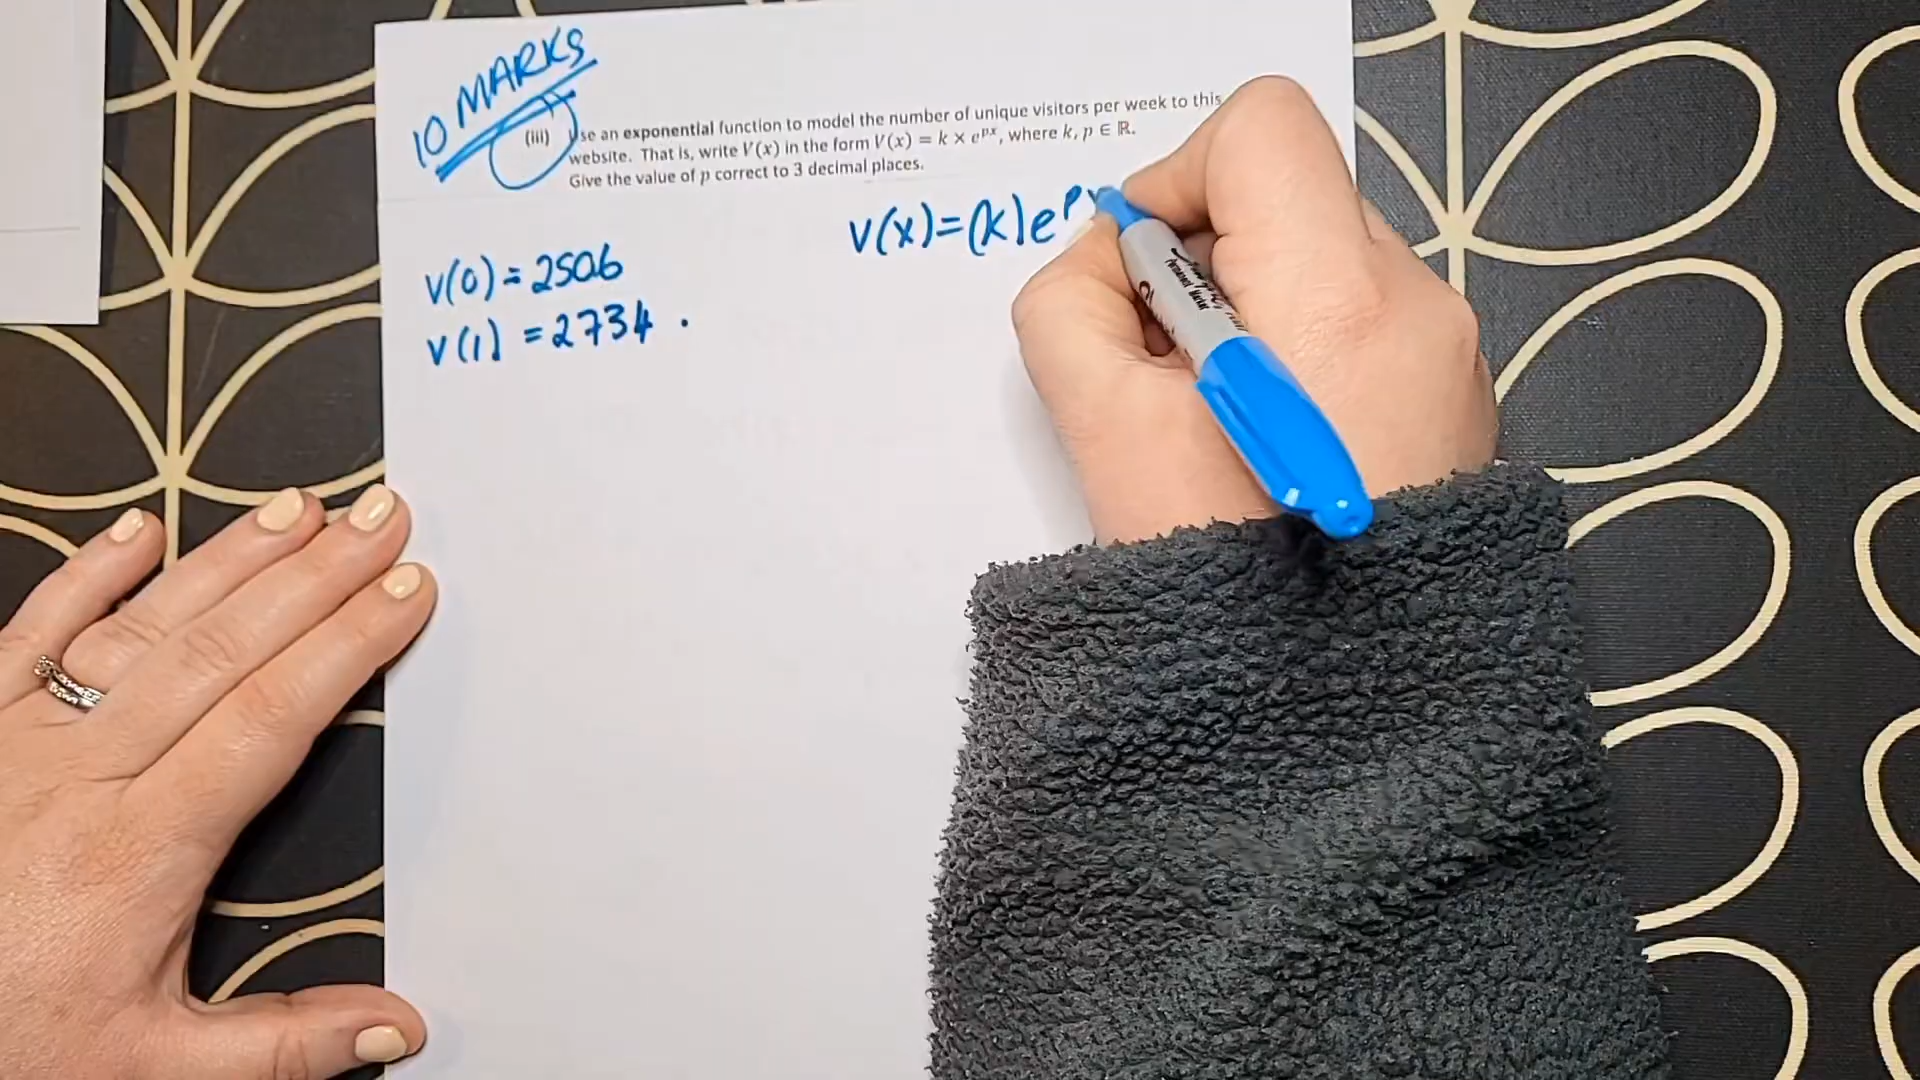 10 MARKS
(iii) Use an exponential function to model the number of unique visitors per week to this
website. That is, write V(x) in the form V(x) = k × e^px, where k, p ∈ ℝ.
Give the value of p correct to 3 decimal places.
V(x)=(k)e^p
V(0) = 2506
V(1) = 2734 .